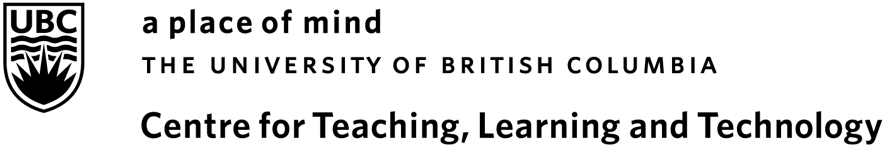 UBC
a place of mind
THE UNIVERSITY OF BRITISH COLUMBIA
Centre for Teaching, Learning and Technology